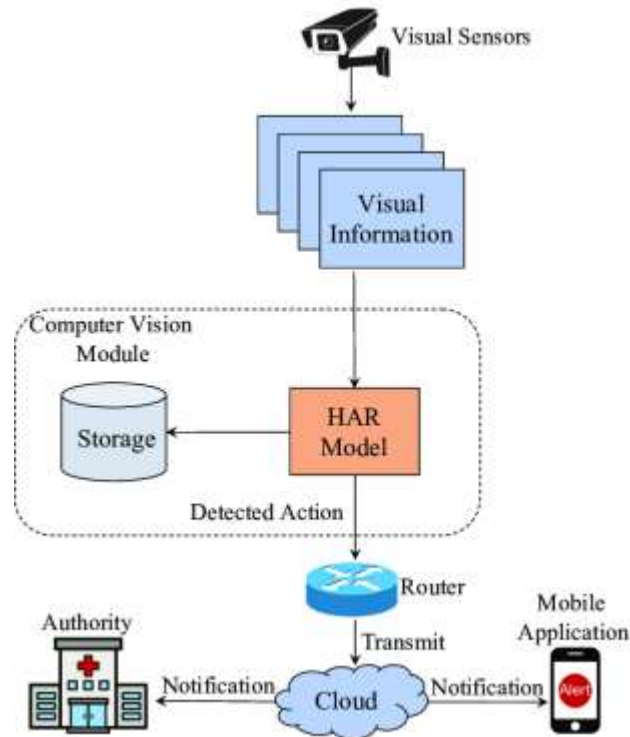 Visual Sensors
Visual
Information
Computer Vision
Module
Storage
HAR
Model
Detected Action
Router
Transmit
Authority
Mobile
Application
Notification
Cloud
Notification
Alert